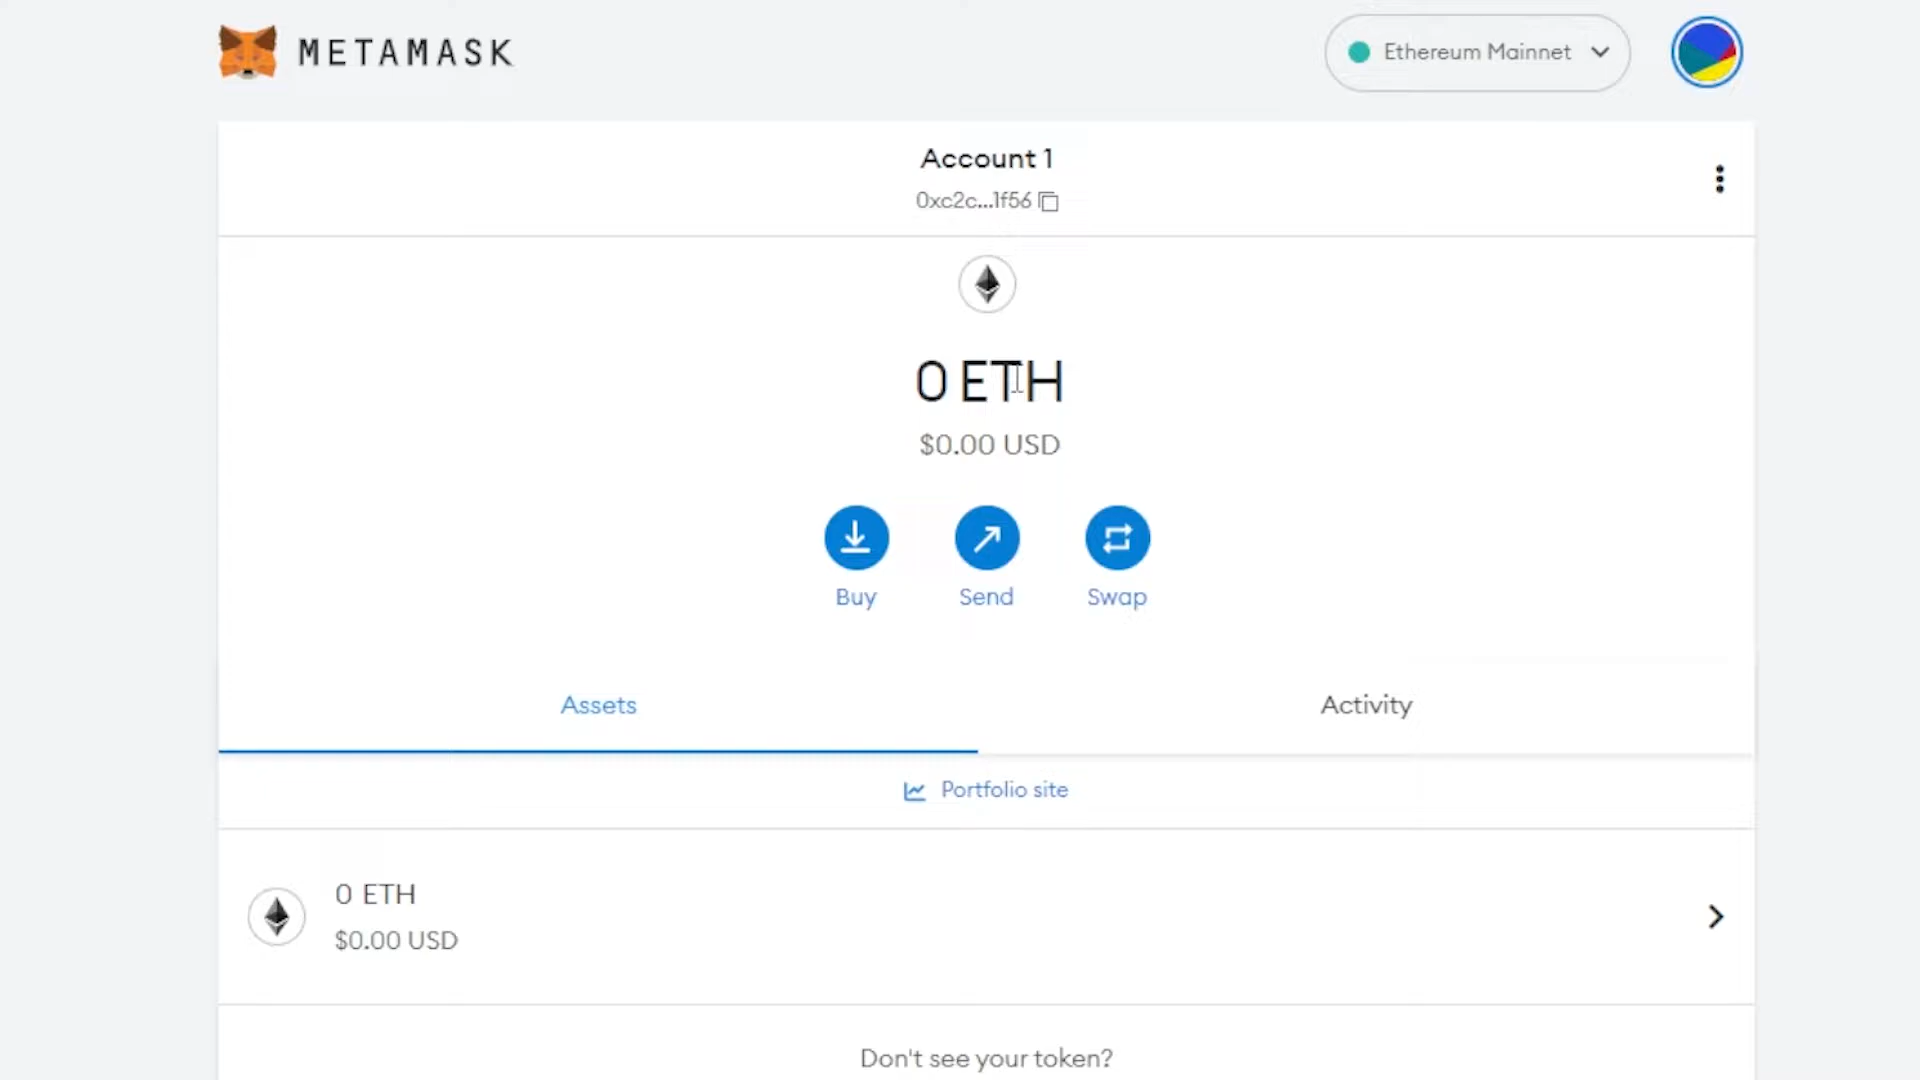 METAMASK
Ethereum Mainnet
Account 1
0xc2c...1f56
0 ETH
$0.00 USD
Buy
Send
Swap
Assets
Activity
Portfolio site
0 ETH
$0.00 USD
Don't see your token?